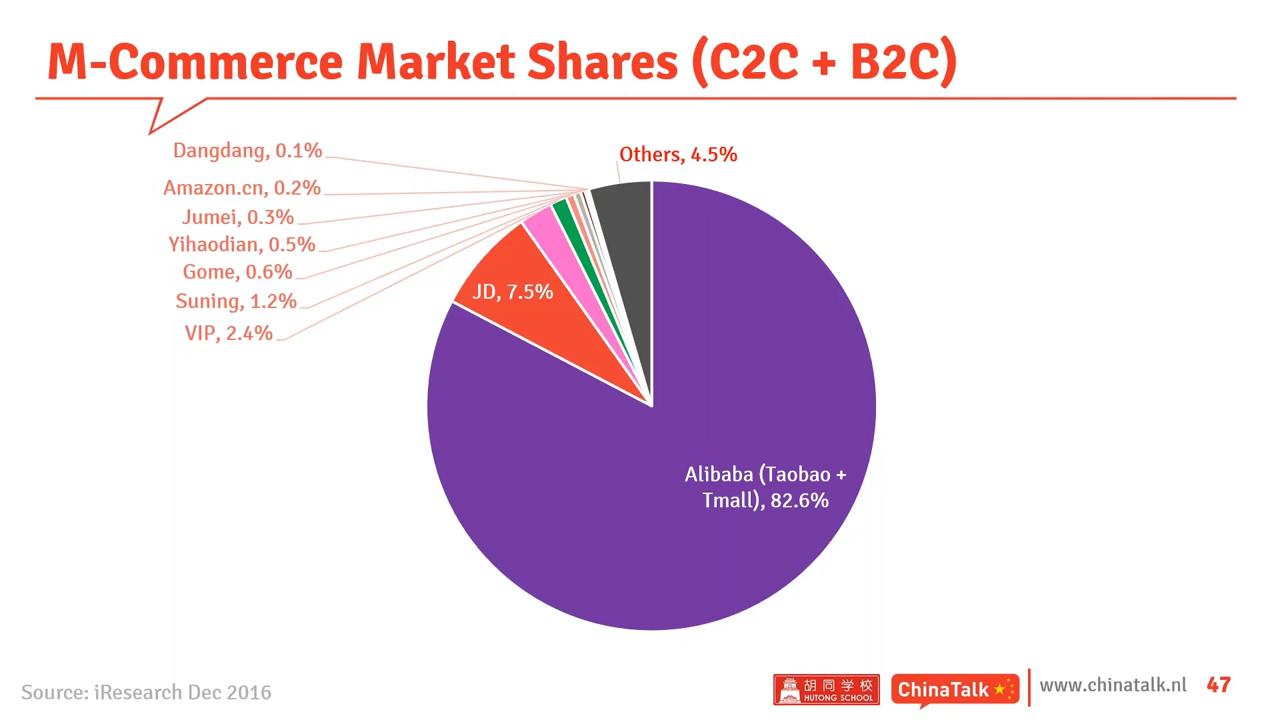 M-Commerce Market Shares (C2C + B2C)
Dangdang, 0.1%
Amazon.cn, 0.2%
Jumei, 0.3%
Yihaodian, 0.5%
Gome, 0.6%
Suning, 1.2%
VIP, 2.4%
Others, 4.5%
JD, 7.5%
Alibaba (Taobao +
Tmall), 82.6%
Source: iResearch Dec 2016
胡同学校
HUTONG SCHOOL
ChinaTalk
www.chinatalk.nl
47